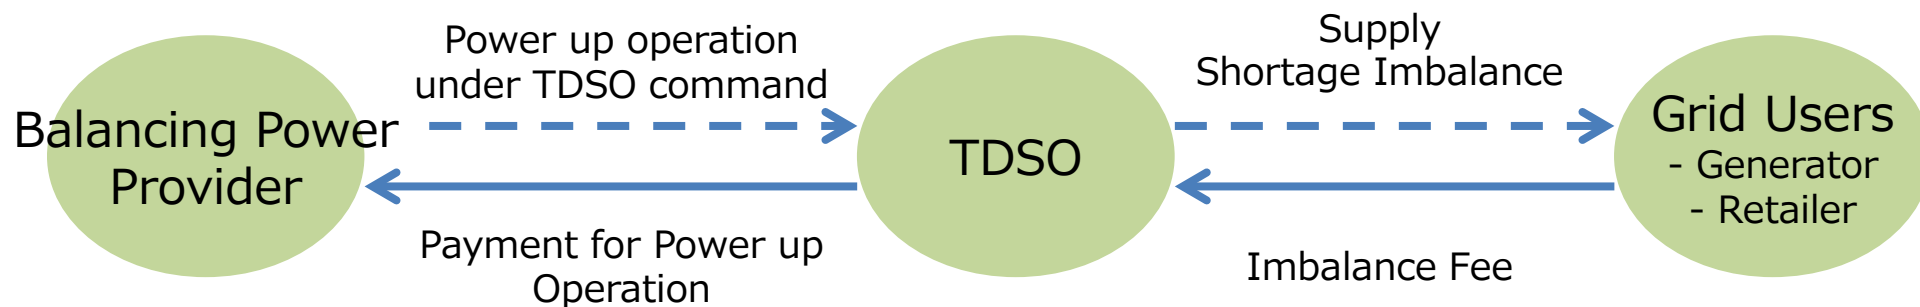 Balancing Power
Provider
Power up operation
under TDSO command
Payment for Power up
Operation
TDSO
Supply
Shortage Imbalance
Imbalance Fee
Grid Users
- Generator
- Retailer